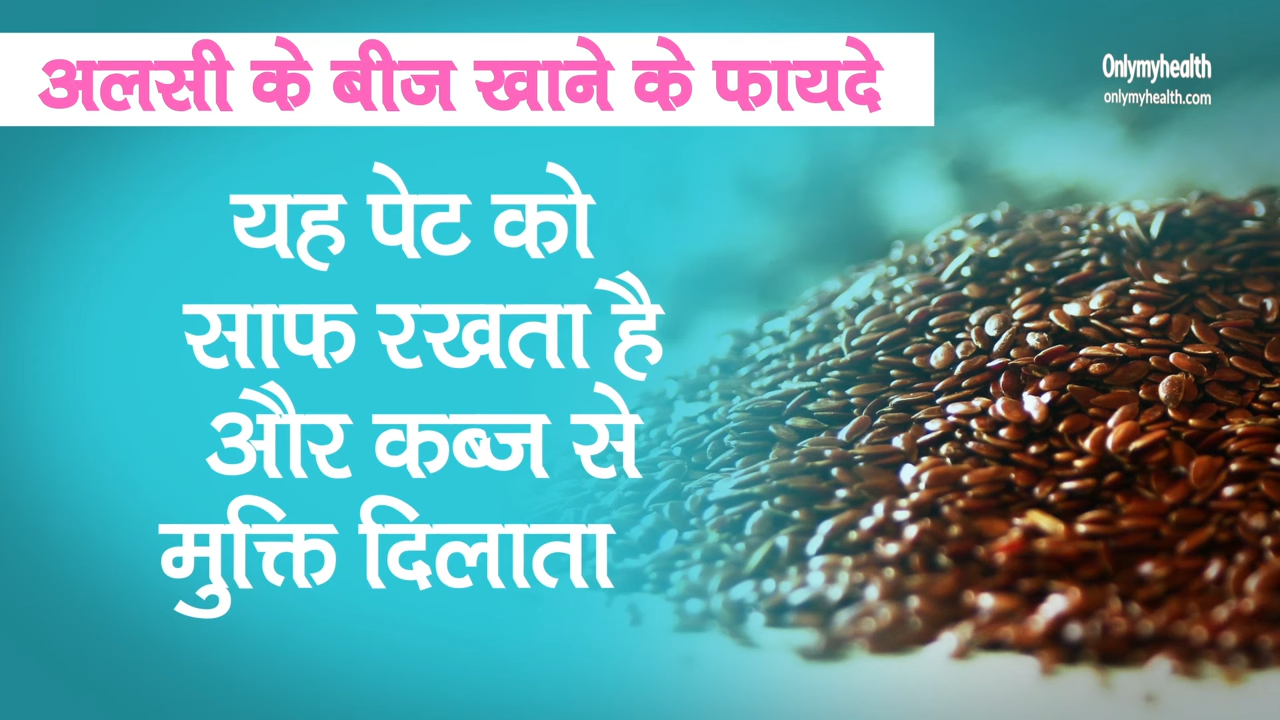 अलसी के बीज खाने के फायदे
Onlymyhealth
onlymyhealth.com
यह पेट को
साफ रखता है
और कब्ज से
मुक्ति दिलाता